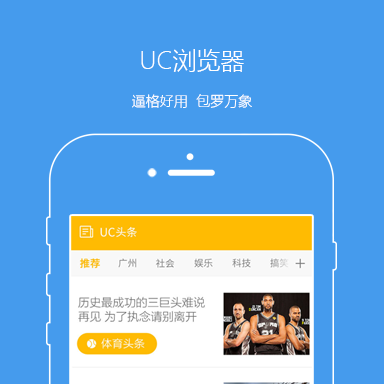 UC浏览器
逼格好用 包罗万象
UC头条
推荐 广州 社会 娱乐 科技 搞笑
历史最成功的三巨头难说
再见 为了执念请别离开
体育头条